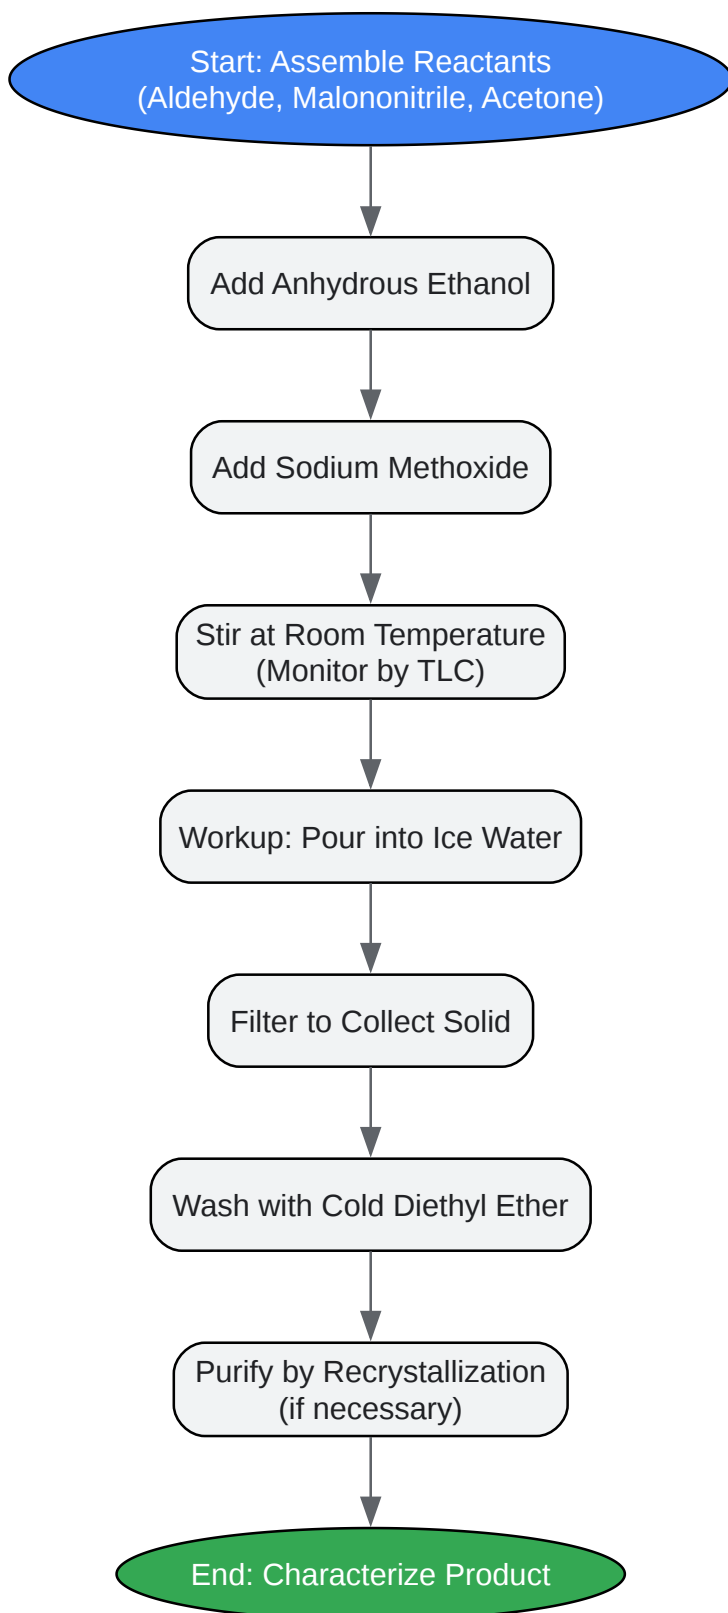 Start: Assemble Reactants
(Aldehyde, Malononitrile, Acetone)
Add Anhydrous Ethanol
Add Sodium Methoxide
Stir at Room Temperature
(Monitor by TLC)
Workup: Pour into Ice Water
Filter to Collect Solid
Wash with Cold Diethyl Ether
Purify by Recrystallization
(if necessary)
End: Characterize Product